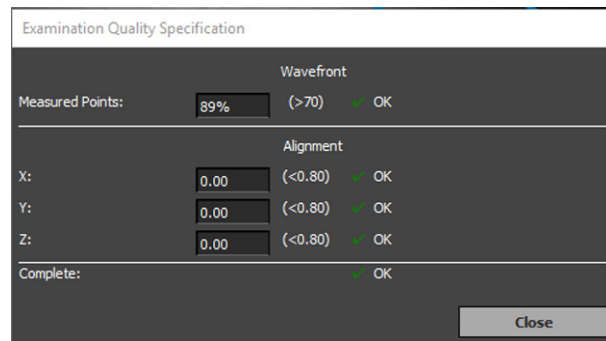 Examination Quality Specification
Wavefront
Measured Points: 89% (>70) ✓ OK
Alignment
X: 0.00 (<0.80) ✓ OK
Y: 0.00 (<0.80) ✓ OK
Z: 0.00 (<0.80) ✓ OK
Complete: ✓ OK
Close